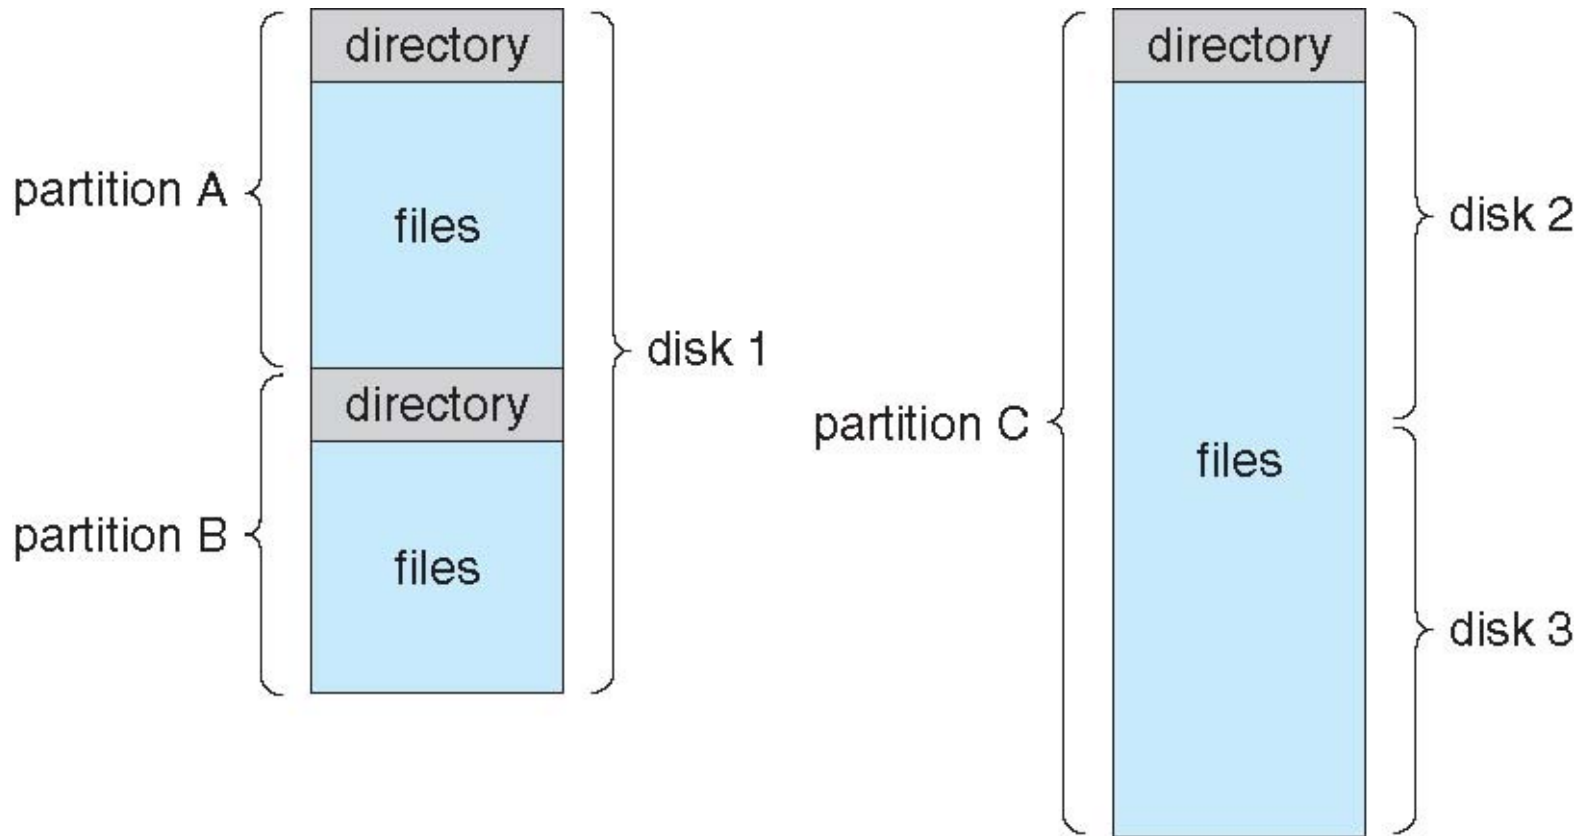 directory
partition A
files
disk 1
directory
partition B
files
directory
disk 2
partition C
files
disk 3